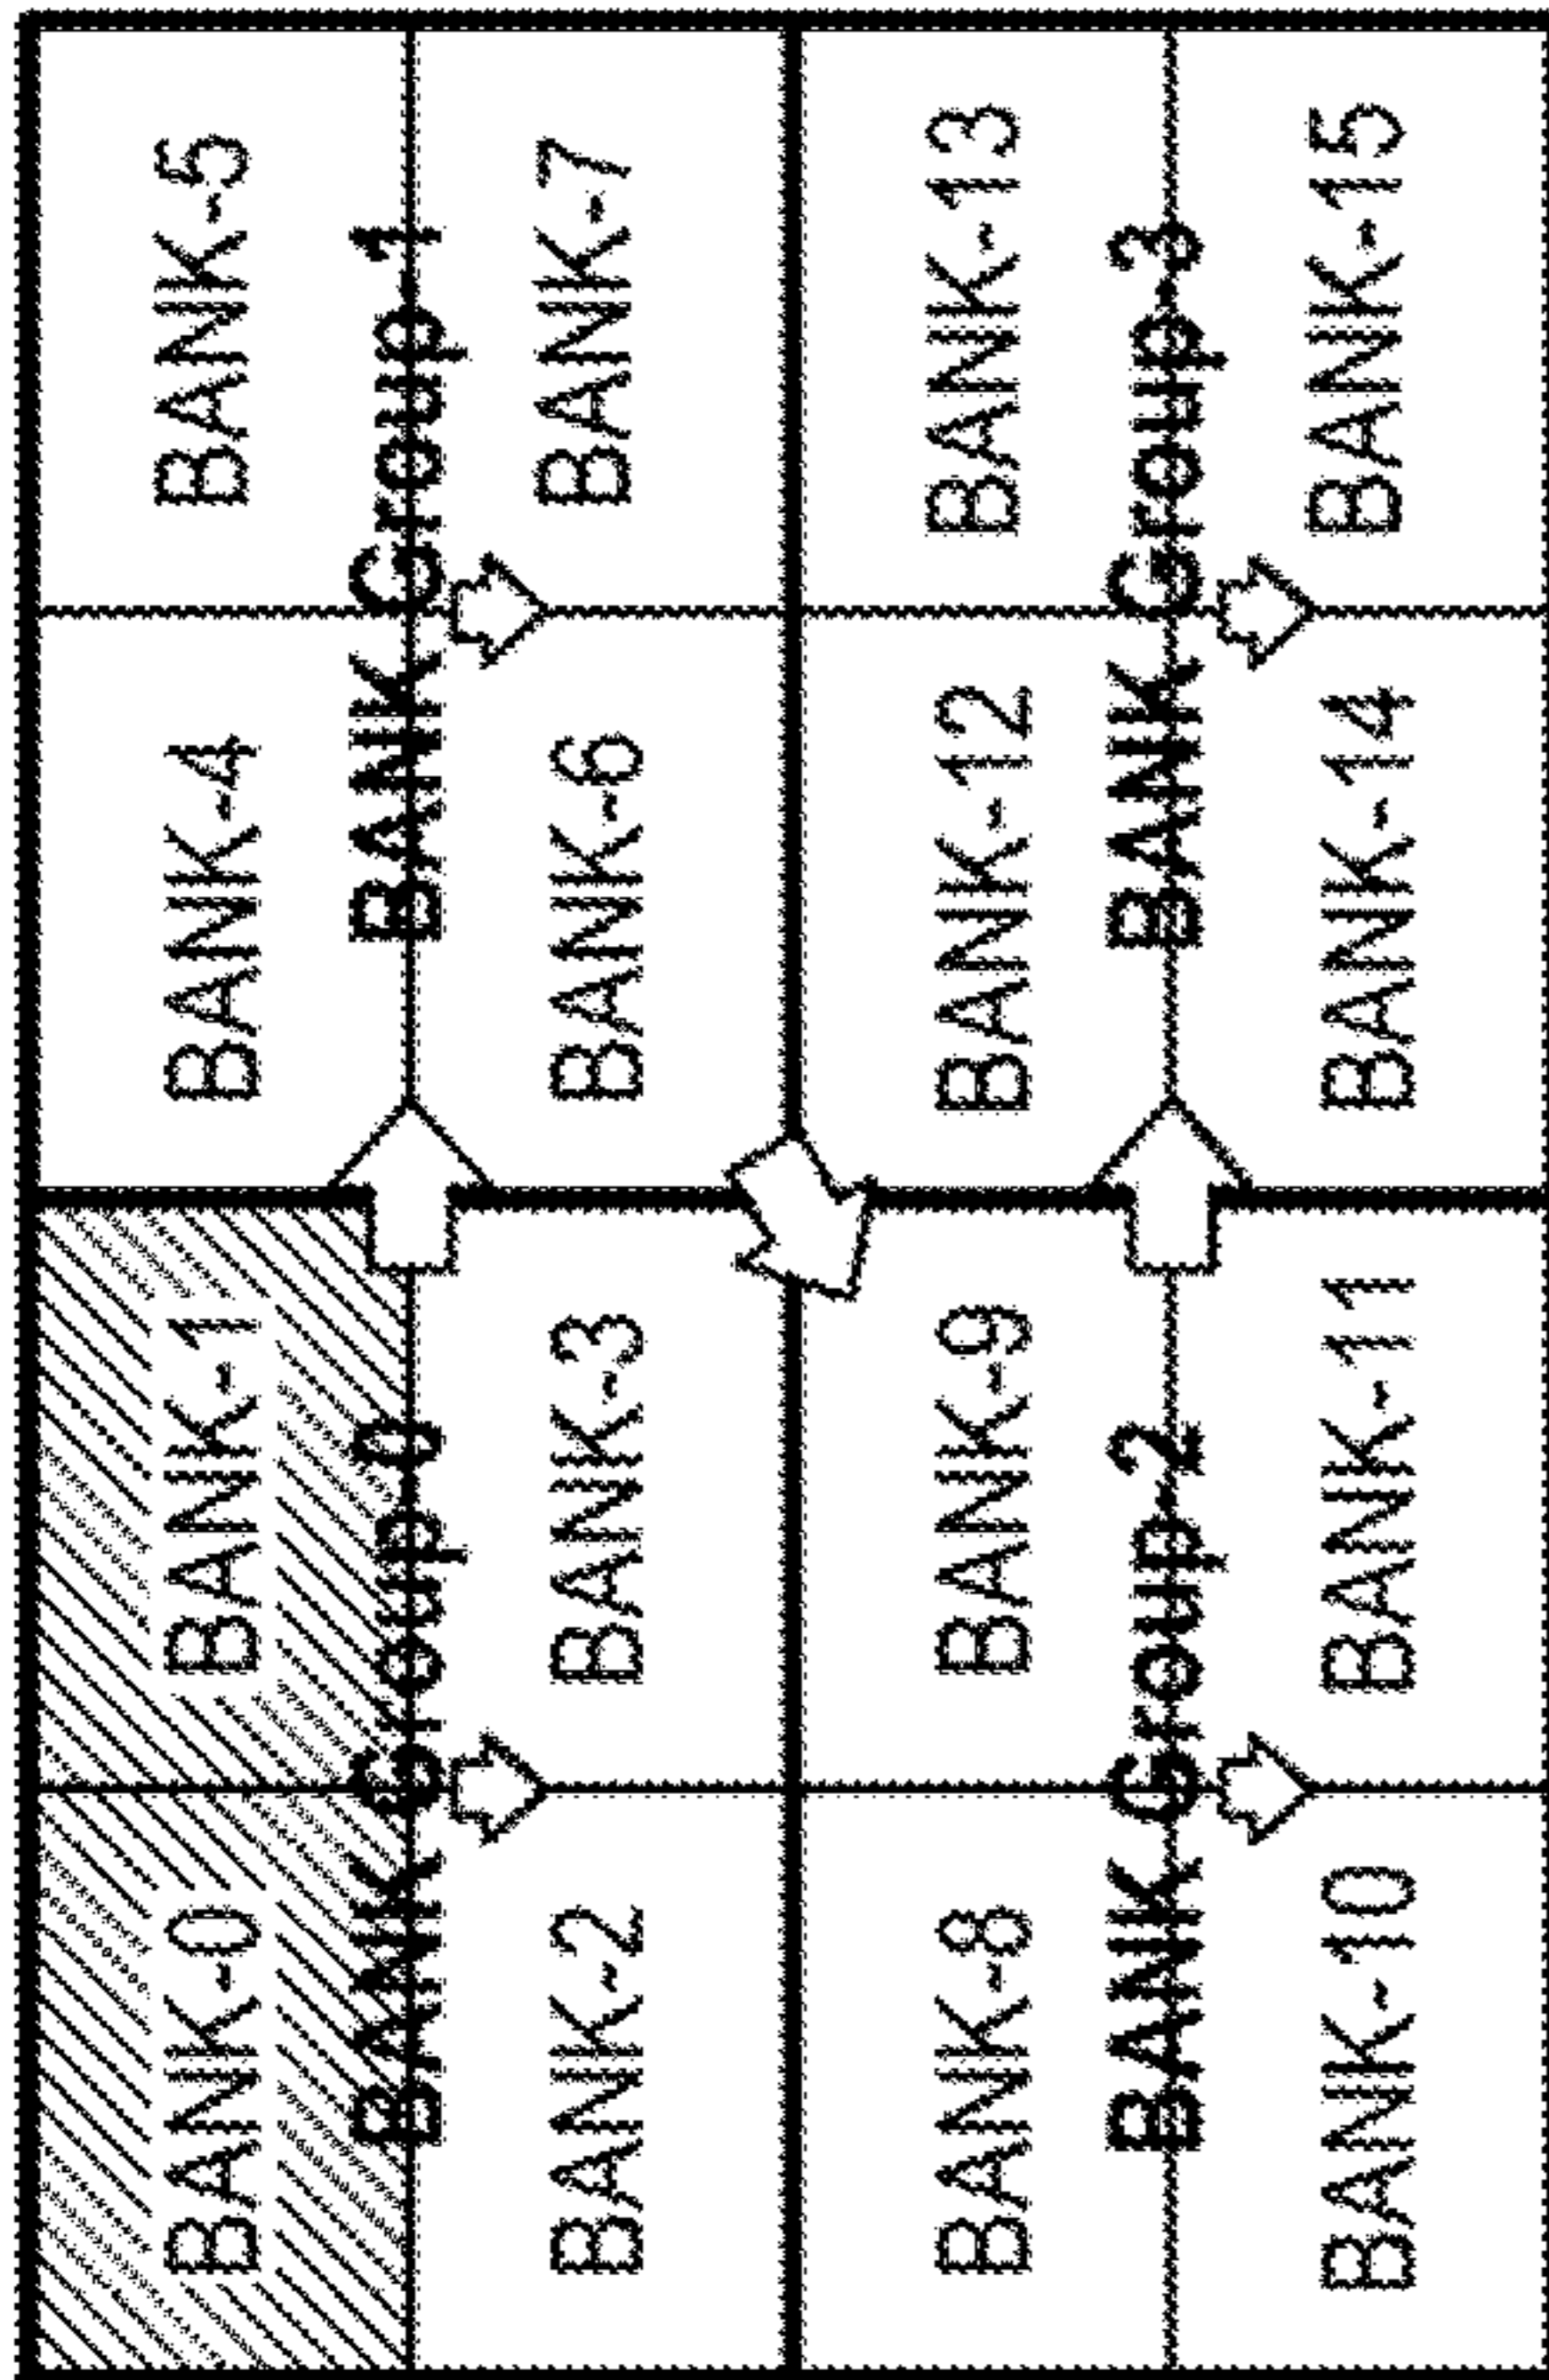 BANK-0 BANK-1 BANK-4 BANK-5
BANK Group-0 BANK Group-1
BANK-2 BANK-3 BANK-6 BANK-7
BANK-8 BANK-9 BANK-12 BANK-13
BANK Group-2 BANK Group-3
BANK-10 BANK-11 BANK-14 BANK-15